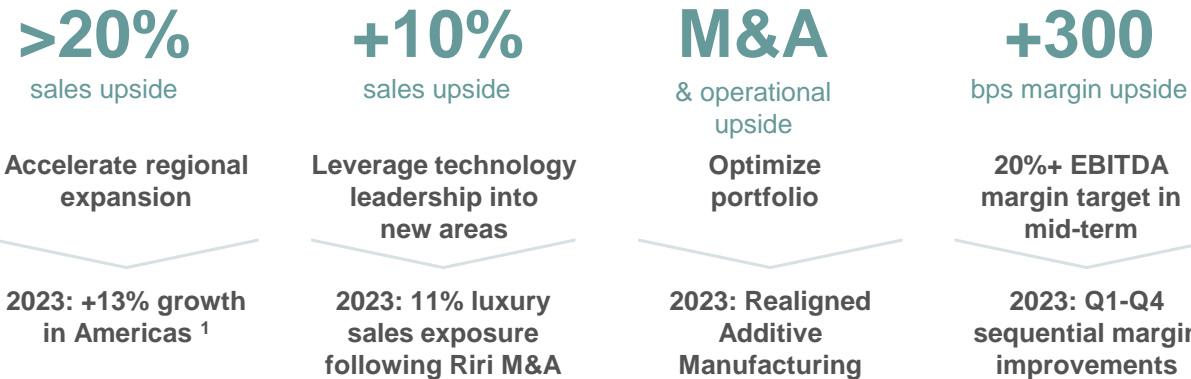 >20%
sales upside
Accelerate regional
expansion
2023: +13% growth
in Americas 1
+10%
sales upside
Leverage technology
leadership into
new areas
2023: 11% luxury
sales exposure
following Riri M&A
M&A
& operational
upside
Optimize
portfolio
2023: Realigned
Additive
Manufacturing
+300
bps margin upside
20%+ EBITDA
margin target in
mid-term
2023: Q1-Q4
sequential margin
improvements